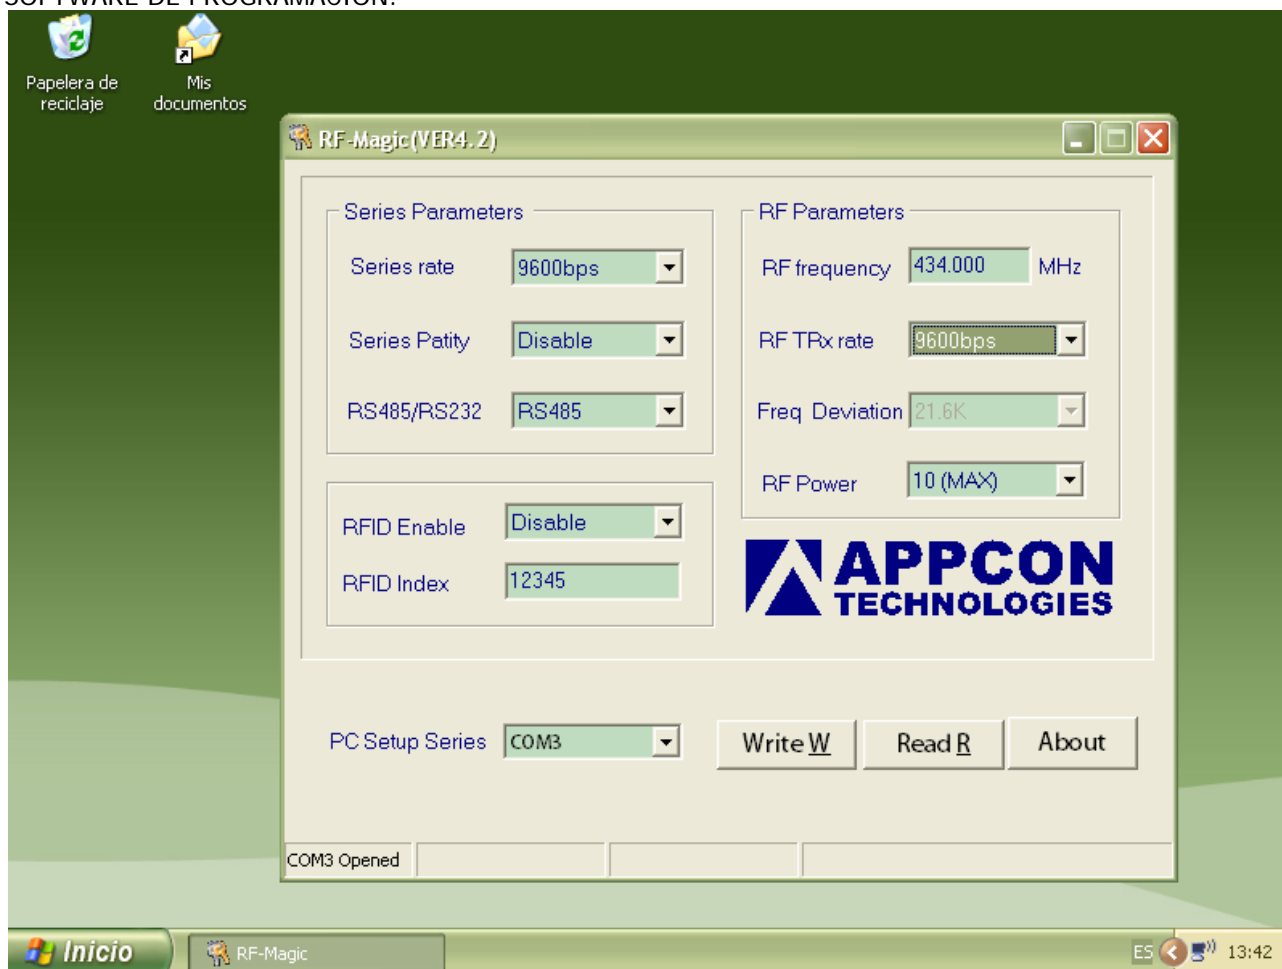 SOFTWARE DE PROGRAMACION.
Papelera de reciclaje
Mis documentos
RF-Magic(VER4.2)
Series Parameters
Series rate 9600bps
Series Patity Disable
RS485/RS232 RS485
RFID Enable Disable
RFID Index 12345
RF Parameters
RF frequency 434.000 MHz
RF TRx rate 9600bps
Freq Deviation 21.6K
RF Power 10 (MAX)
APPCON
TECHNOLOGIES
PC Setup Series COM3
Write W Read R About
COM3 Opened
Inicio RF-Magic ES 13:42